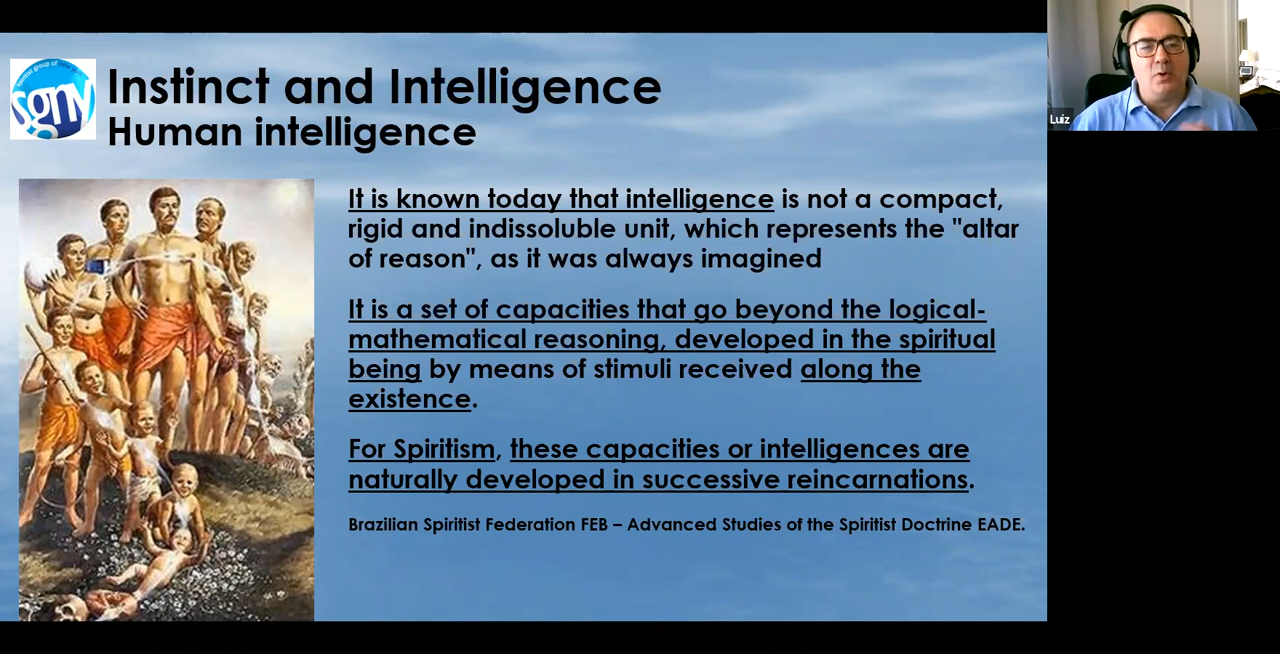 Instinct and Intelligence
Human intelligence
sgny
It is known today that intelligence is not a compact,
rigid and indissoluble unit, which represents the "altar
of reason", as it was always imagined
It is a set of capacities that go beyond the logical-
mathematical reasoning, developed in the spiritual
being by means of stimuli received along the
existence.
For Spiritism, these capacities or intelligences are
naturally developed in successive reincarnations.
Brazilian Spiritist Federation FEB – Advanced Studies of the Spiritist Doctrine EADE.
Luiz